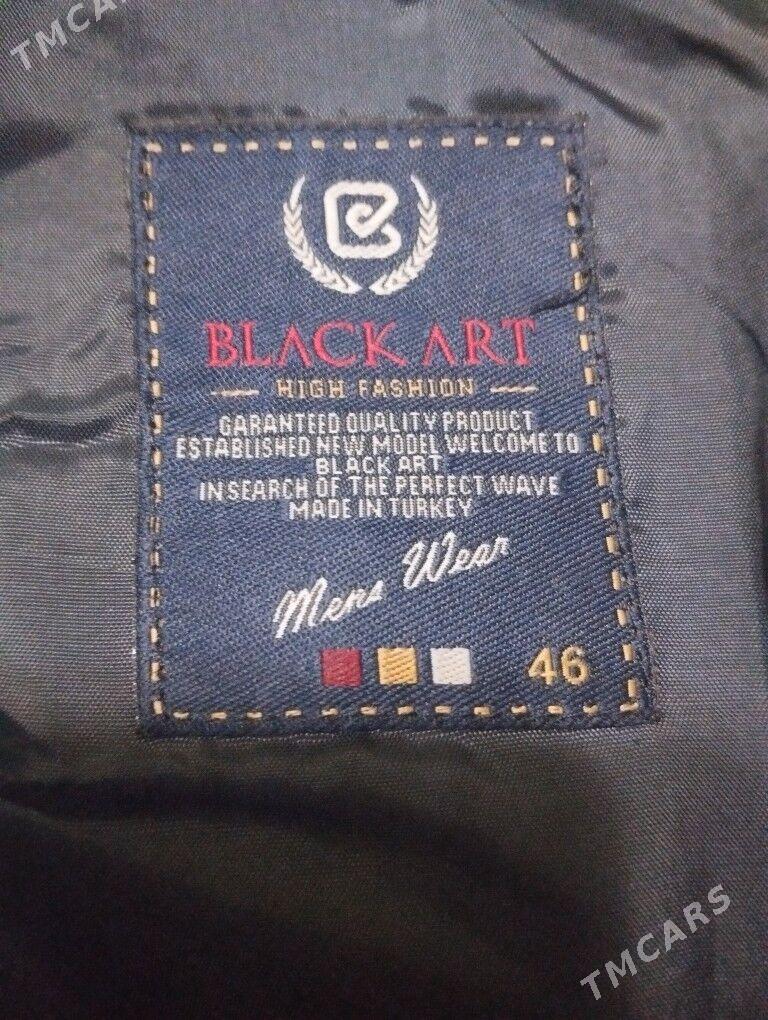 TMCARS
BLACK ART
HIGH FASHION
GARANTEED QUALITY PRODUCT
ESTABLISHED NEW MODEL WELCOME TO
BLACK ART
IN SEARCH OF THE PERFECT WAVE
MADE IN TURKEY
Mens Wear
46
TMCARS